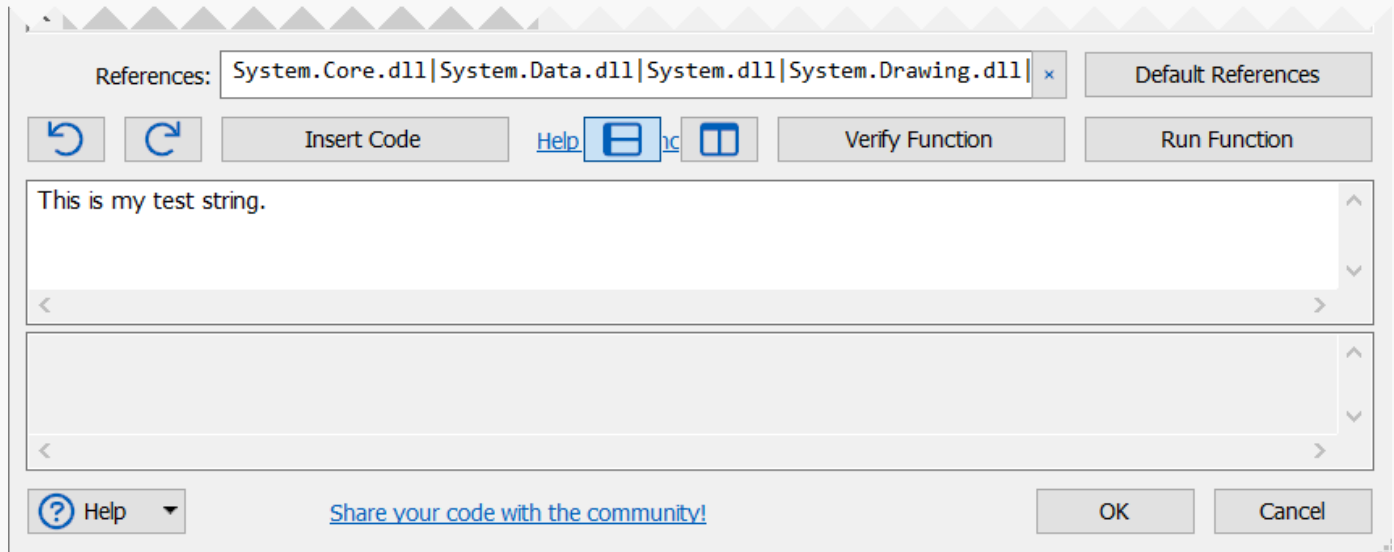 References: System.Core.dll|System.Data.dll|System.dll|System.Drawing.dll| × Default References
Insert Code Help Verify Function Run Function
This is my test string.
Help Share your code with the community! OK Cancel